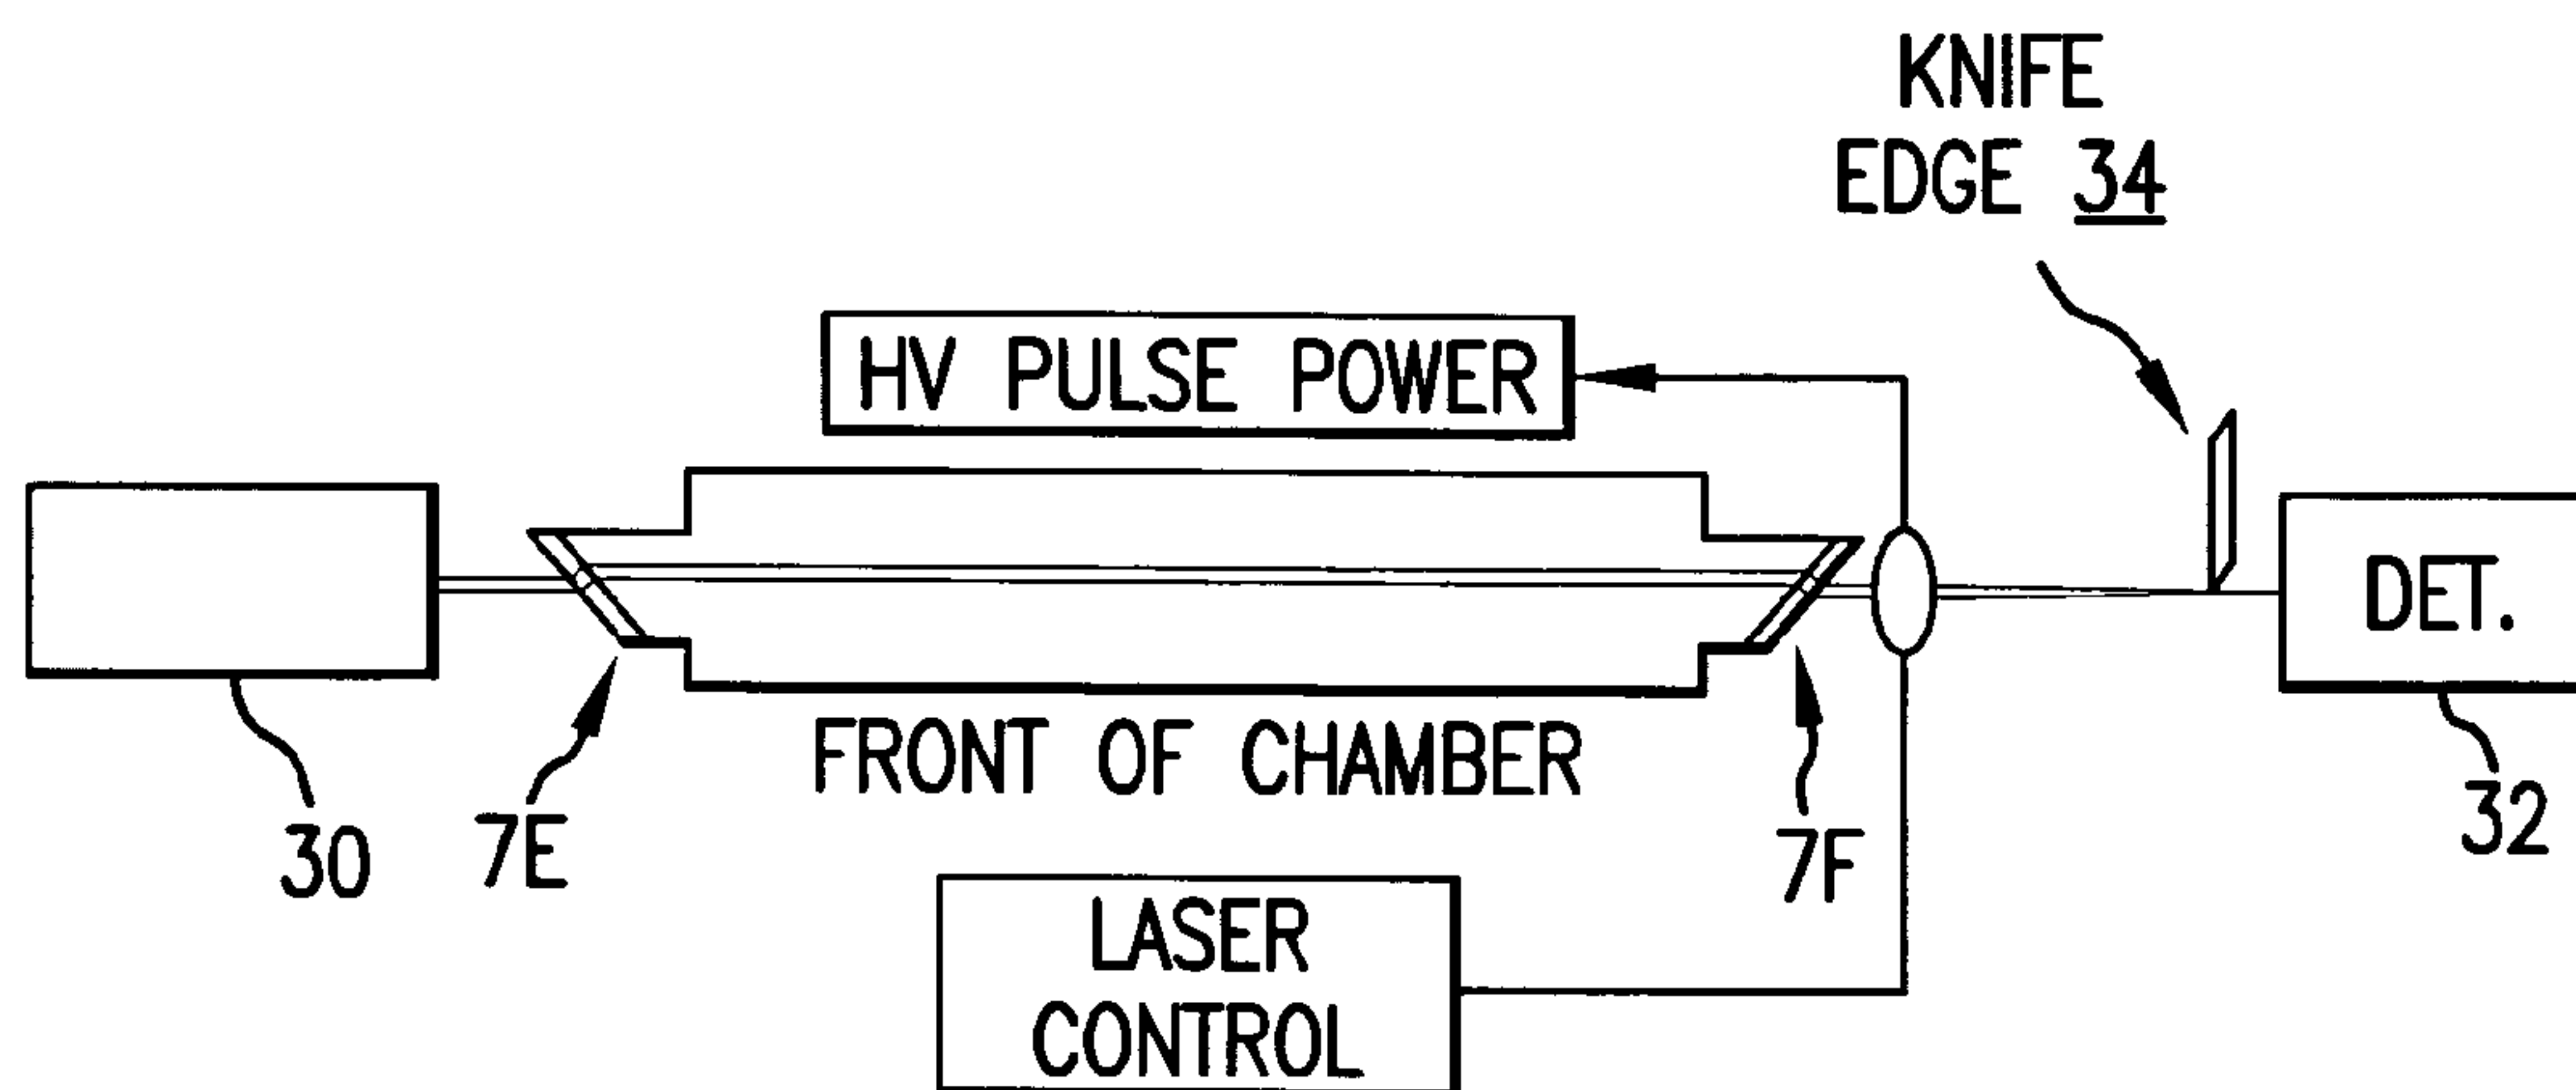 KNIFE
EDGE 34
HV PULSE POWER
DET.
FRONT OF CHAMBER
30
7E
7F
32
LASER
CONTROL